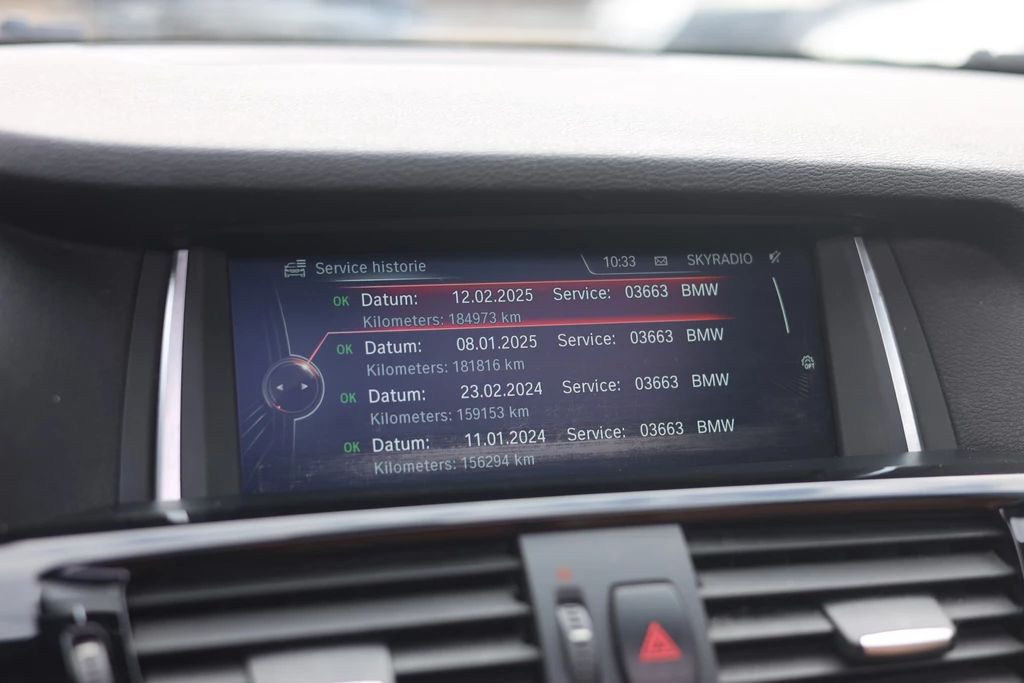 Service historie 10:33 SKYRADIO
OK Datum: 12.02.2025 Service: 03663 BMW
Kilometers: 184973 km
OK Datum: 08.01.2025 Service: 03663 BMW
Kilometers: 181816 km
OK Datum: 23.02.2024 Service: 03663 BMW
Kilometers: 159153 km
OK Datum: 11.01.2024 Service: 03663 BMW
Kilometers: 156294 km